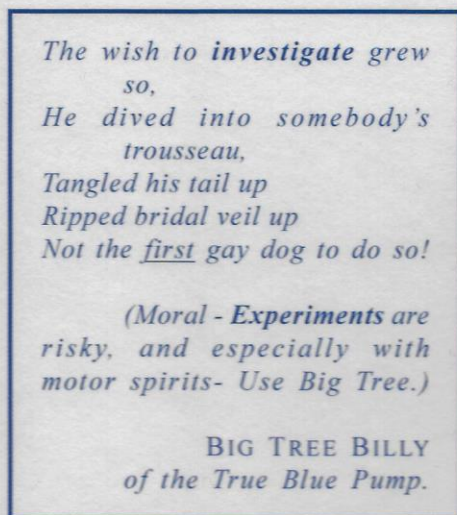 The wish to investigate grew
so,
He dived into somebody's
trousseau,
Tangled his tail up
Ripped bridal veil up
Not the first gay dog to do so!
(Moral - Experiments are
risky, and especially with
motor spirits- Use Big Tree.)
BIG TREE BILLY
of the True Blue Pump.